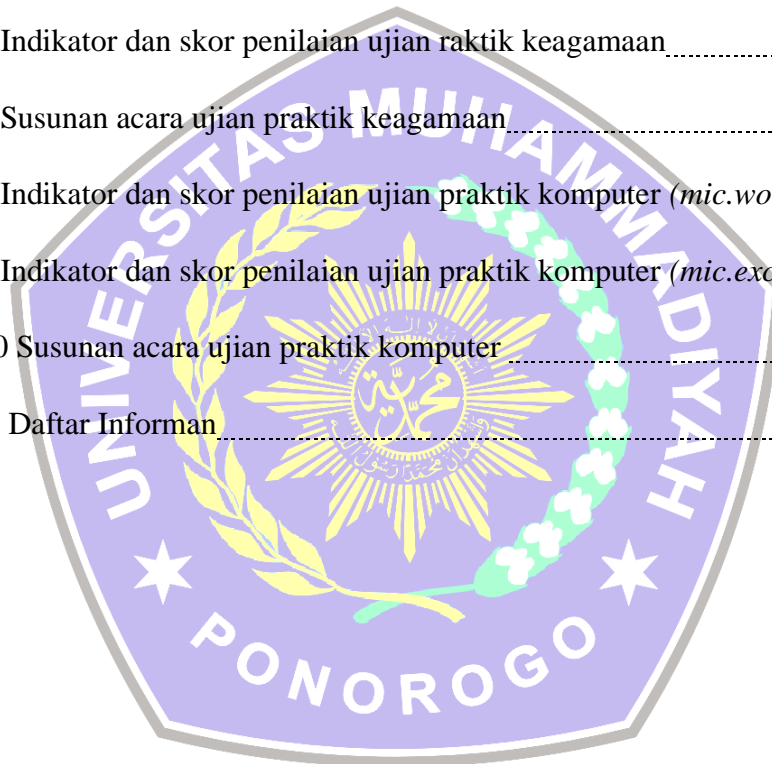 Indikator dan skor penilaian ujian raktik keagamaan
Susunan acara ujian praktik keagamaan
Indikator dan skor penilaian ujian praktik komputer (mic.wo
Indikator dan skor penilaian ujian praktik komputer (mic.exc
0 Susunan acara ujian praktik komputer
Daftar Informan
UNIVERSITAS MUHAMMADIYAH
PONOROGO
محمدية